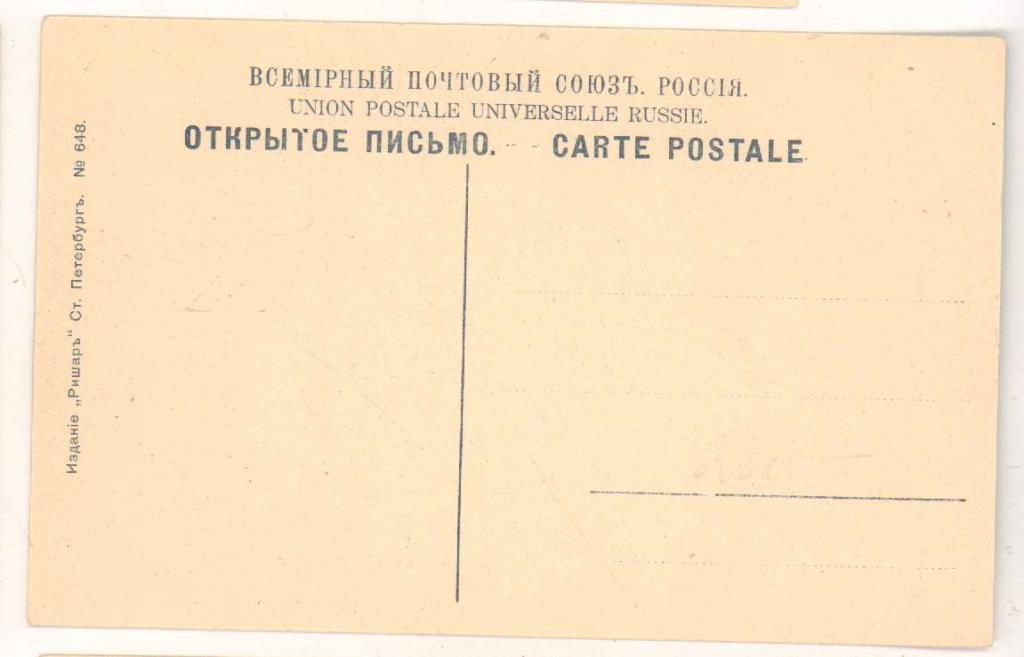 ВСЕМІРНЫЙ ПОЧТОВЫЙ СОЮЗЪ. РОССІЯ.
UNION POSTALE UNIVERSELLE RUSSIE.
ОТКРЫТОЕ ПИСЬМО. - - CARTE POSTALE
Изданіе „Ришаръ“ Ст. Петербургъ. № 648.